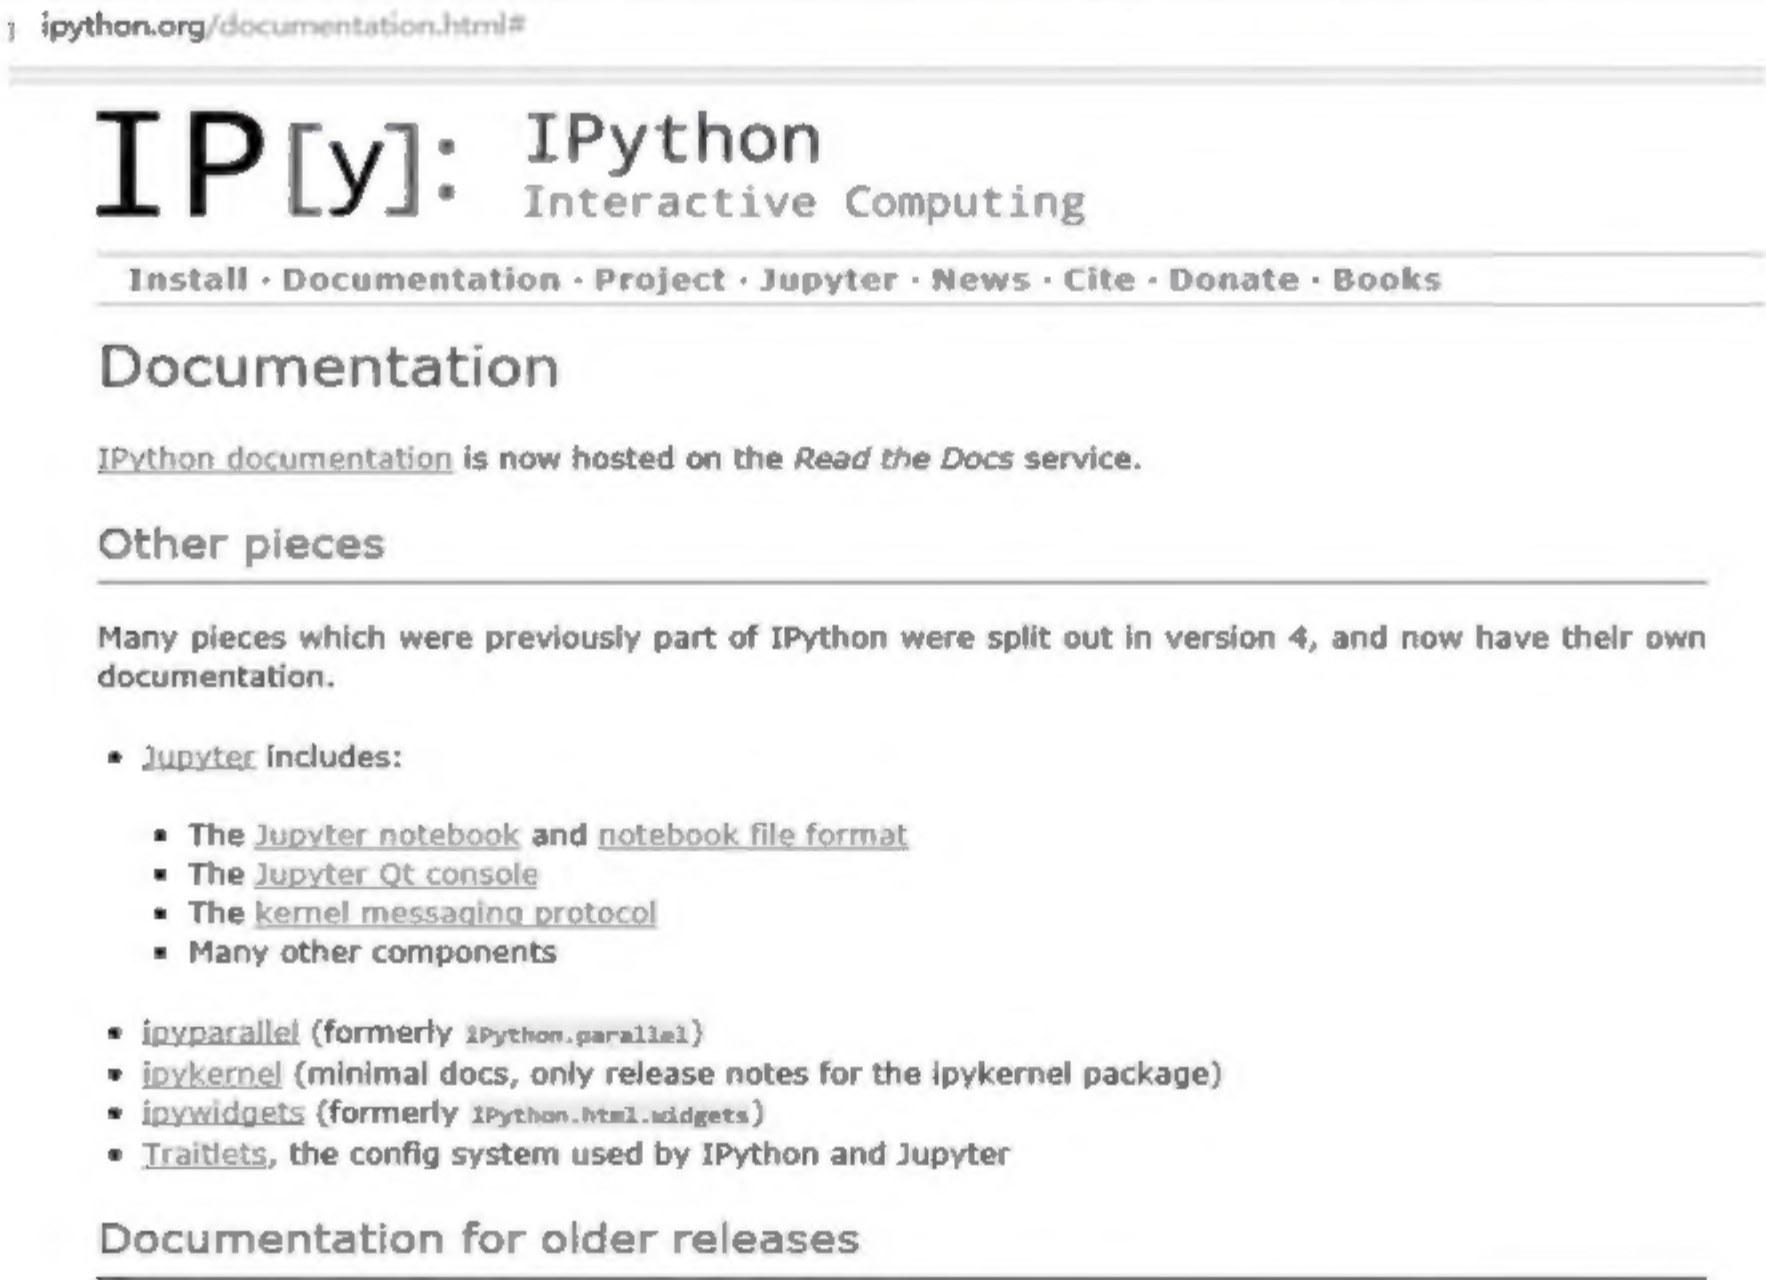 ipython.org/documentation.html#
IP[y]:
IPython
Interactive Computing
Install · Documentation · Project · Jupyter · News · Cite · Donate · Books
Documentation
IPython documentation is now hosted on the Read the Docs service.
Other pieces
Many pieces which were previously part of IPython were split out in version 4, and now have their own
documentation.
• Jupyter includes:
▪ The Jupyter notebook and notebook file format
▪ The Jupyter Qt console
▪ The kernel messaging protocol
▪ Many other components
• ipyparallel (formerly IPython.parallel)
• ipykernel (minimal docs, only release notes for the ipykernel package)
• ipywidgets (formerly IPython.html.widgets)
• Traitlets, the config system used by IPython and Jupyter
Documentation for older releases